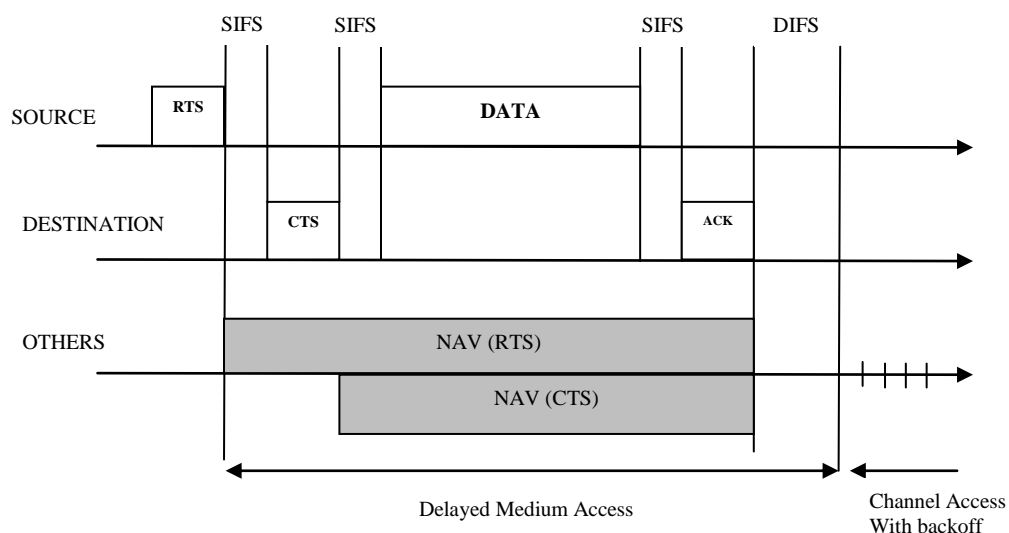 SIFS SIFS SIFS DIFS
RTS
DATA
SOURCE
CTS
ACK
DESTINATION
NAV (RTS)
OTHERS
NAV (CTS)
Delayed Medium Access
Channel Access
With backoff